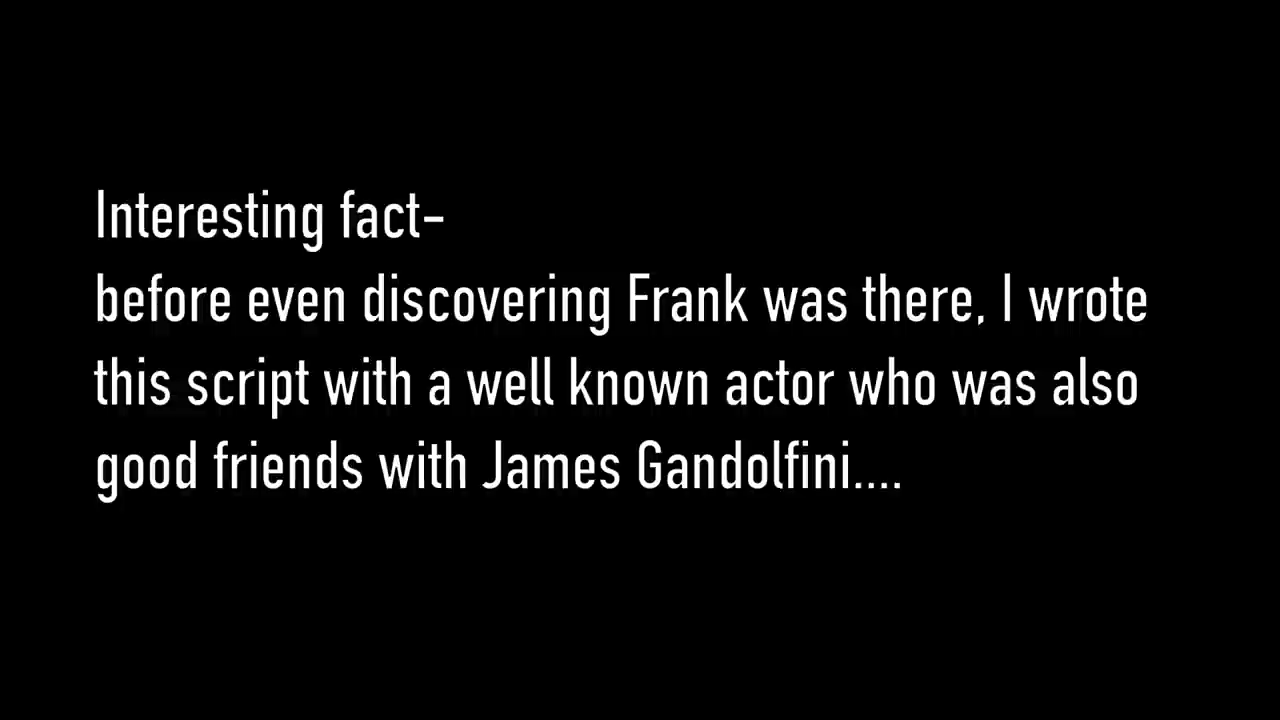 Interesting fact-
before even discovering Frank was there, I wrote
this script with a well known actor who was also
good friends with James Gandolfini....